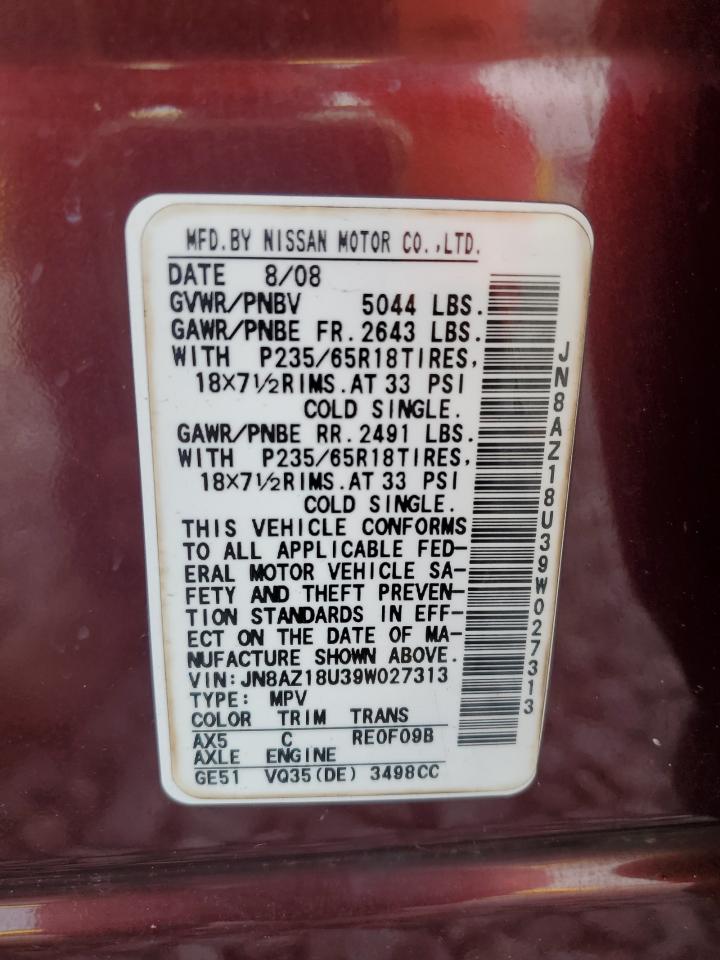 MFD.BY NISSAN MOTOR CO.,LTD.
DATE 8/08
GVWR/PNBV 5044 LBS.
GAWR/PNBE FR.2643 LBS.
WITH P235/65R18TIRES,
18×7½RIMS.AT 33 PSI
COLD SINGLE.
GAWR/PNBE RR.2491 LBS.
WITH P235/65R18TIRES,
18×7½RIMS.AT 33 PSI
COLD SINGLE.
THIS VEHICLE CONFORMS
TO ALL APPLICABLE FED-
ERAL MOTOR VEHICLE SA-
FETY AND THEFT PREVEN-
TION STANDARDS IN EFF-
ECT ON THE DATE OF MA-
NUFACTURE SHOWN ABOVE.
VIN:JN8AZ18U39W027313
TYPE: MPV
COLOR TRIM TRANS
AX5 C RE0F09B
AXLE ENGINE
GE51 VQ35(DE) 3498CC
JN8AZ18U39W027313